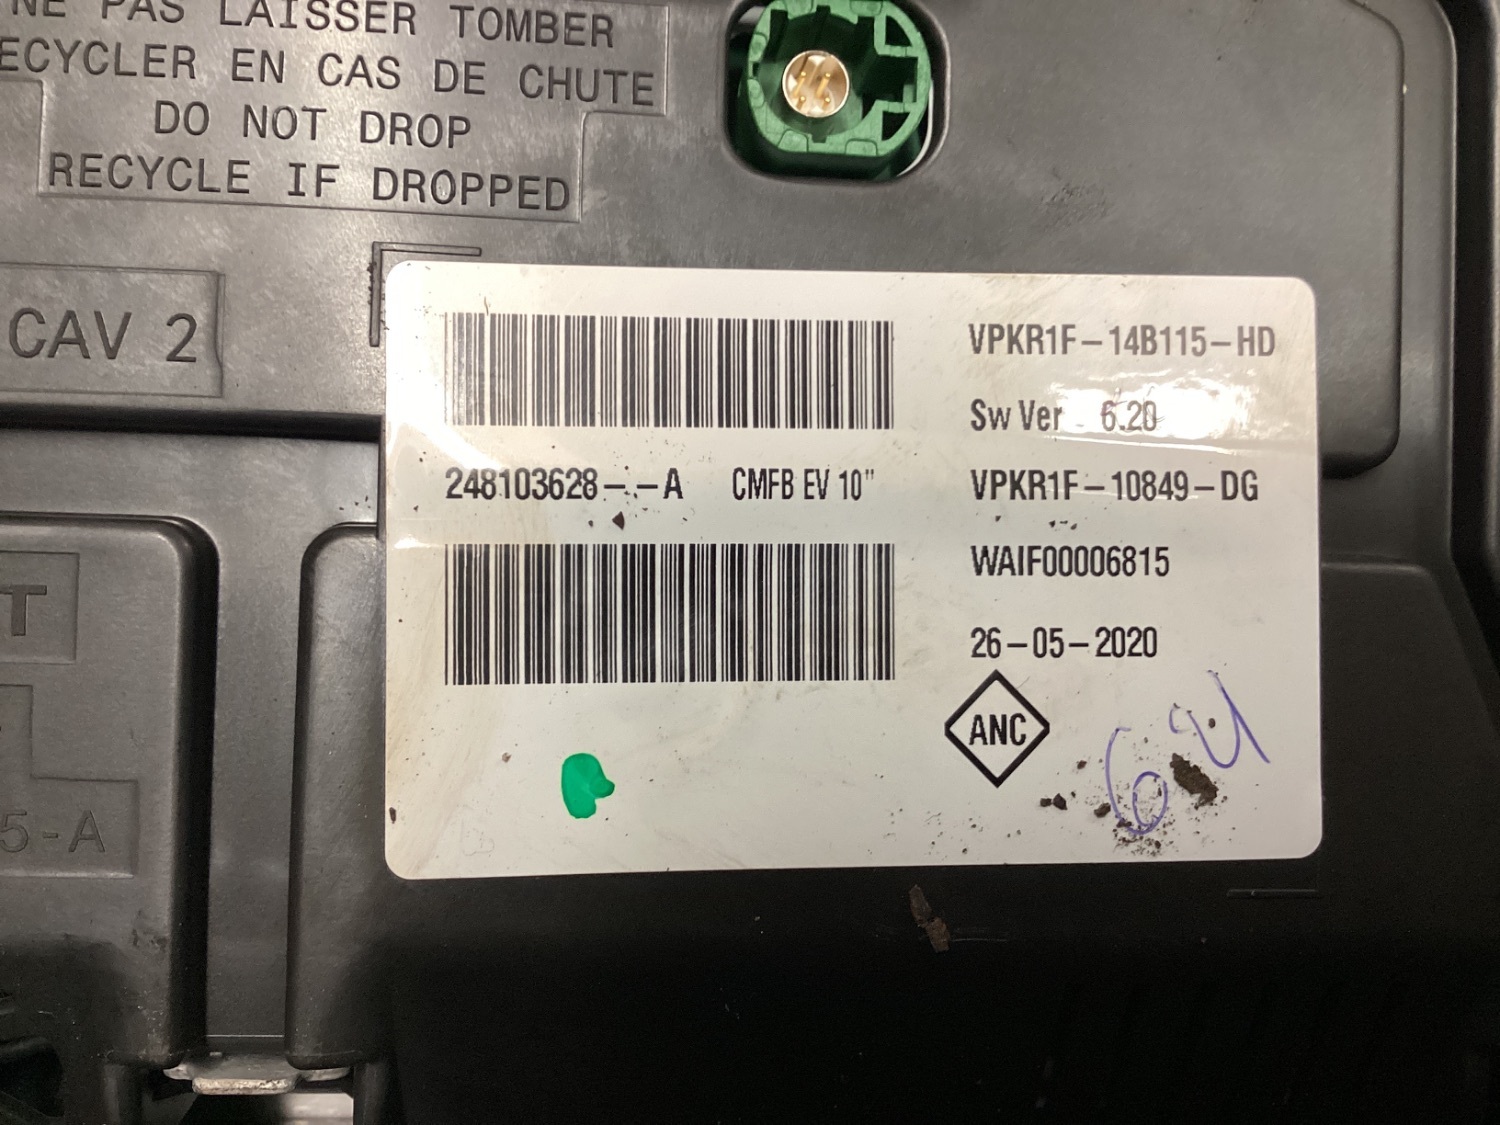 NE PAS LAISSER TOMBER
ECYCLER EN CAS DE CHUTE
DO NOT DROP
RECYCLE IF DROPPED
CAV 2
T
5-A
VPKR1F-14B115-HD
Sw Ver 6.20
248103628-.-A CMFB EV 10"
VPKR1F-10849-DG
WAIF00006815
26-05-2020
ANC